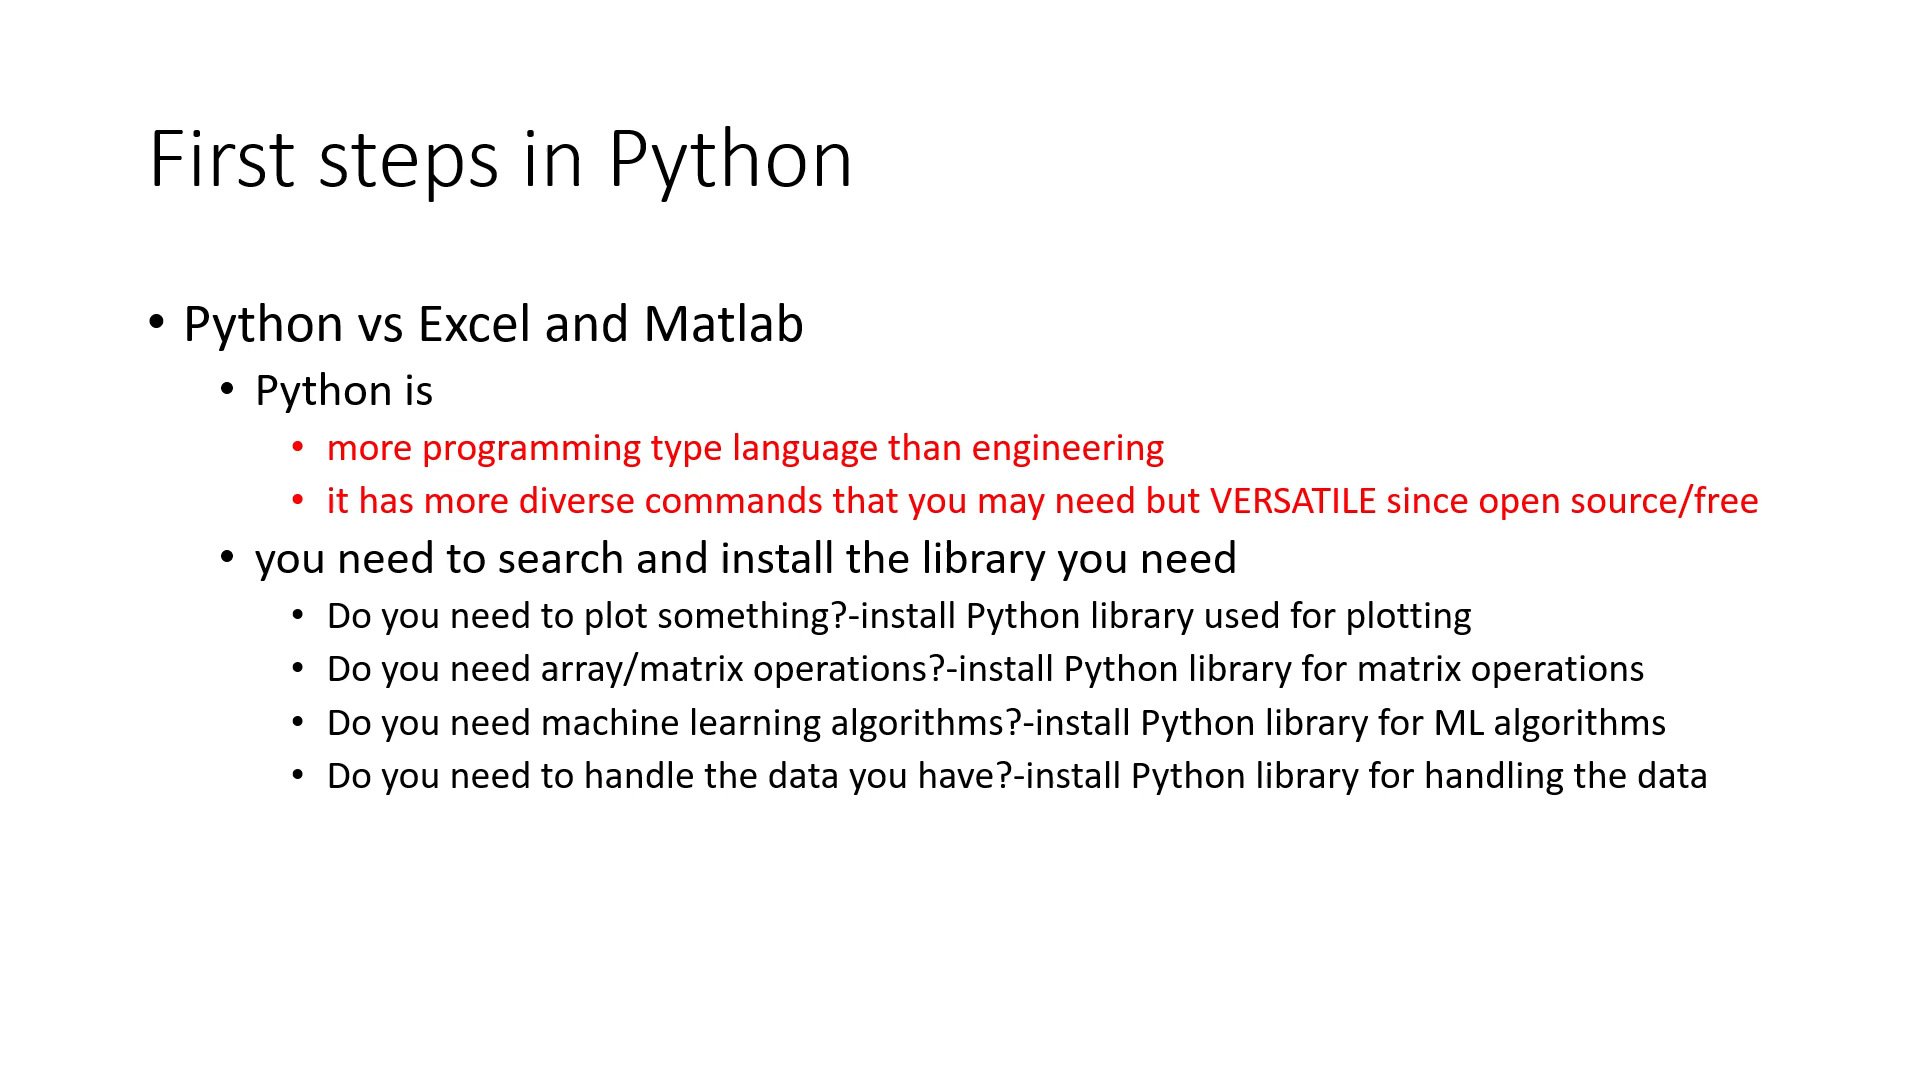 First steps in Python
• Python vs Excel and Matlab
• Python is
• more programming type language than engineering
• it has more diverse commands that you may need but VERSATILE since open source/free
• you need to search and install the library you need
• Do you need to plot something?-install Python library used for plotting
• Do you need array/matrix operations?-install Python library for matrix operations
• Do you need machine learning algorithms?-install Python library for ML algorithms
• Do you need to handle the data you have?-install Python library for handling the data